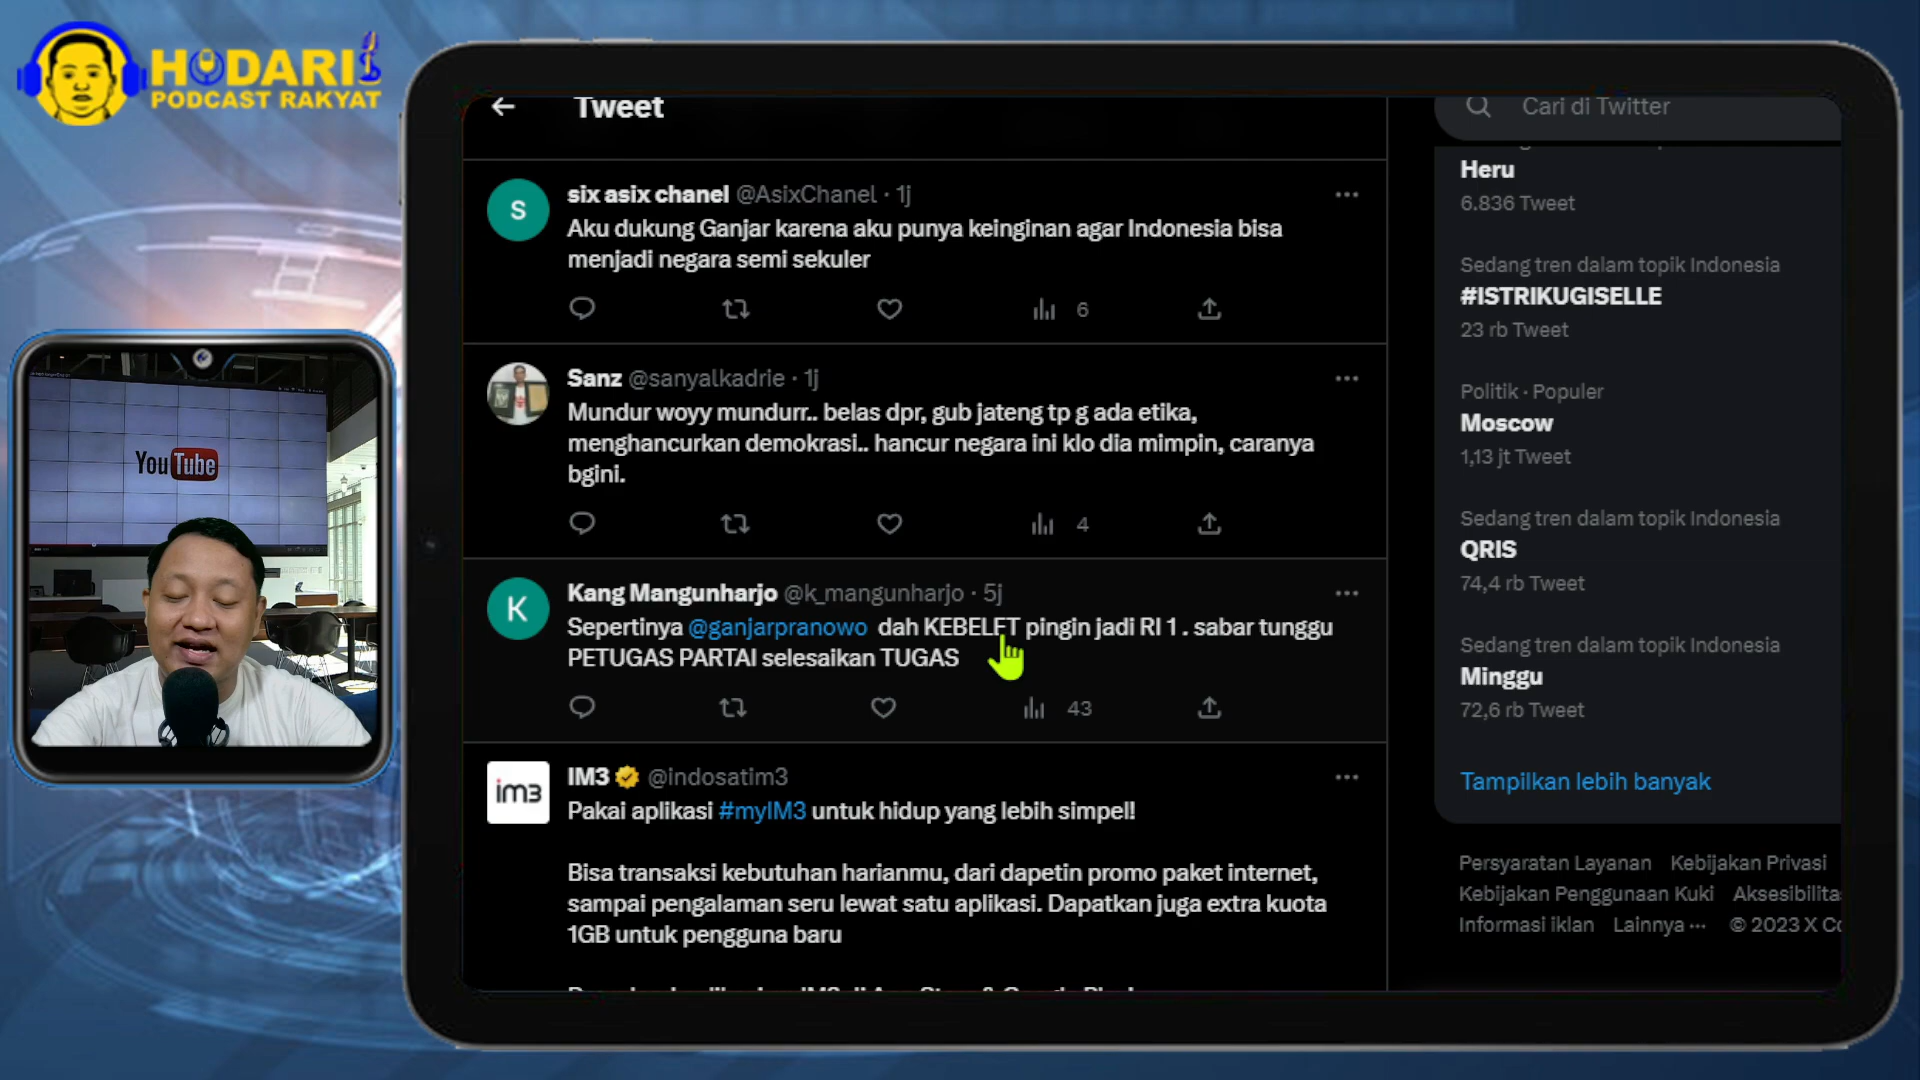 HODARI
PODCAST RAKYAT
YouTube
Tweet
S
six asix chanel @AsixChanel · 1j
Aku dukung Ganjar karena aku punya keinginan agar Indonesia bisa
menjadi negara semi sekuler
6
Sanz @sanyalkadrie · 1j
Mundur woyy mundurr.. belas dpr, gub jateng tp g ada etika,
menghancurkan demokrasi.. hancur negara ini klo dia mimpin, caranya
bgini.
4
K
Kang Mangunharjo @k_mangunharjo · 5j
Sepertinya @ganjarpranowo dah KEBELET pingin jadi RI 1 . sabar tunggu
PETUGAS PARTAI selesaikan TUGAS
43
im3
IM3 @indosatim3
Pakai aplikasi #myIM3 untuk hidup yang lebih simpel!
Bisa transaksi kebutuhan harianmu, dari dapetin promo paket internet,
sampai pengalaman seru lewat satu aplikasi. Dapatkan juga extra kuota
1GB untuk pengguna baru
Cari di Twitter
Heru
6.836 Tweet
Sedang tren dalam topik Indonesia
#ISTRIKUGISELLE
23 rb Tweet
Politik · Populer
Moscow
1,13 jt Tweet
Sedang tren dalam topik Indonesia
QRIS
74,4 rb Tweet
Sedang tren dalam topik Indonesia
Minggu
72,6 rb Tweet
Tampilkan lebih banyak
Persyaratan Layanan Kebijakan Privasi
Kebijakan Penggunaan Kuki Aksesibilita
Informasi iklan Lainnya ··· © 2023 X Co